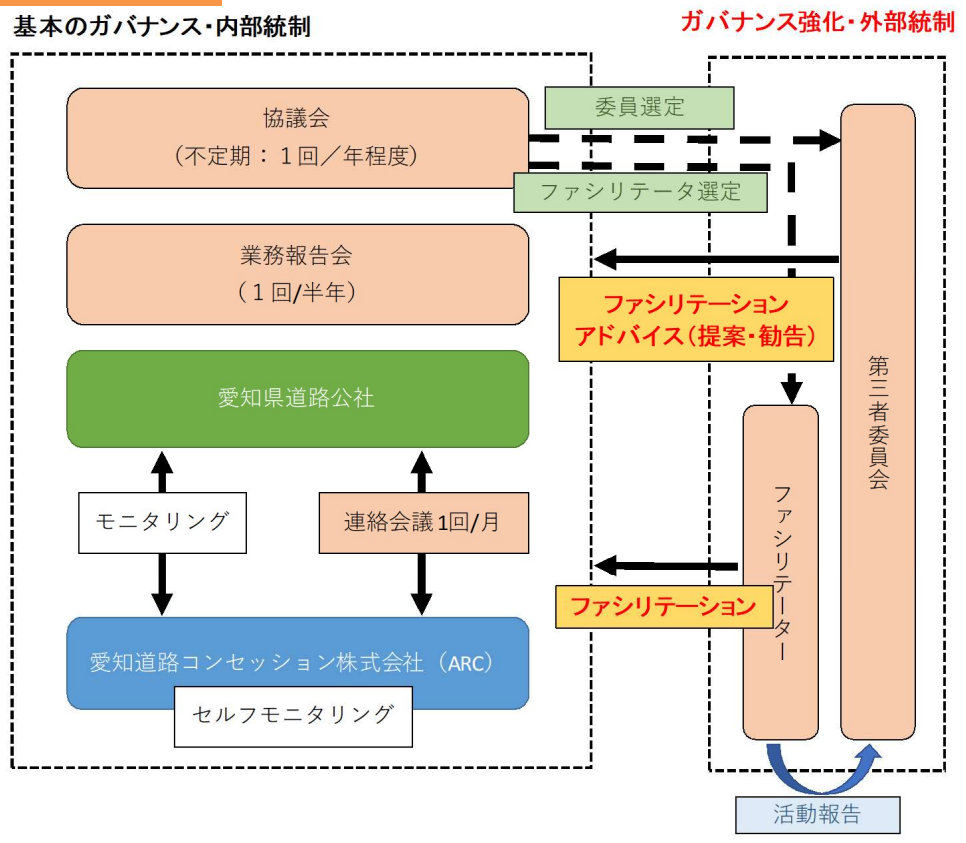 基本のガバナンス・内部統制
ガバナンス強化・外部統制
協議会
(不定期：１回／年程度)
委員選定
ファシリテータ選定
業務報告会
(１回/半年)
ファシリテーション
アドバイス(提案・勧告)
愛知県道路公社
モニタリング
連絡会議1回/月
ファシリテーション
愛知道路コンセッション株式会社（ARC）
セルフモニタリング
ファシリテーター
第三者委員会
活動報告